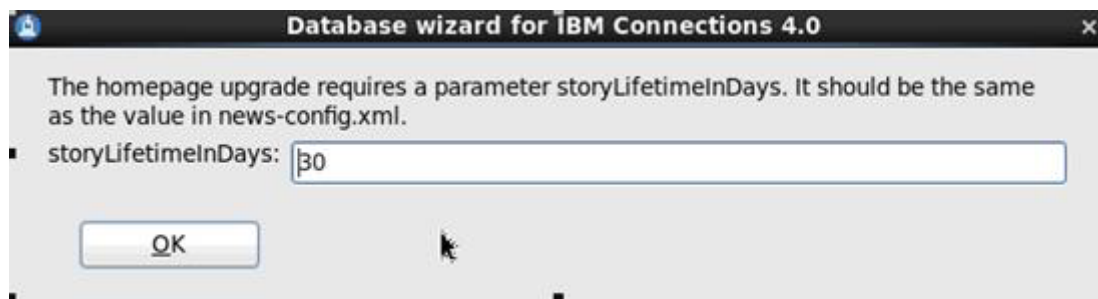 Database wizard for IBM Connections 4.0
The homepage upgrade requires a parameter storyLifetimeInDays. It should be the same
as the value in news-config.xml.
storyLifetimeInDays: 30
OK